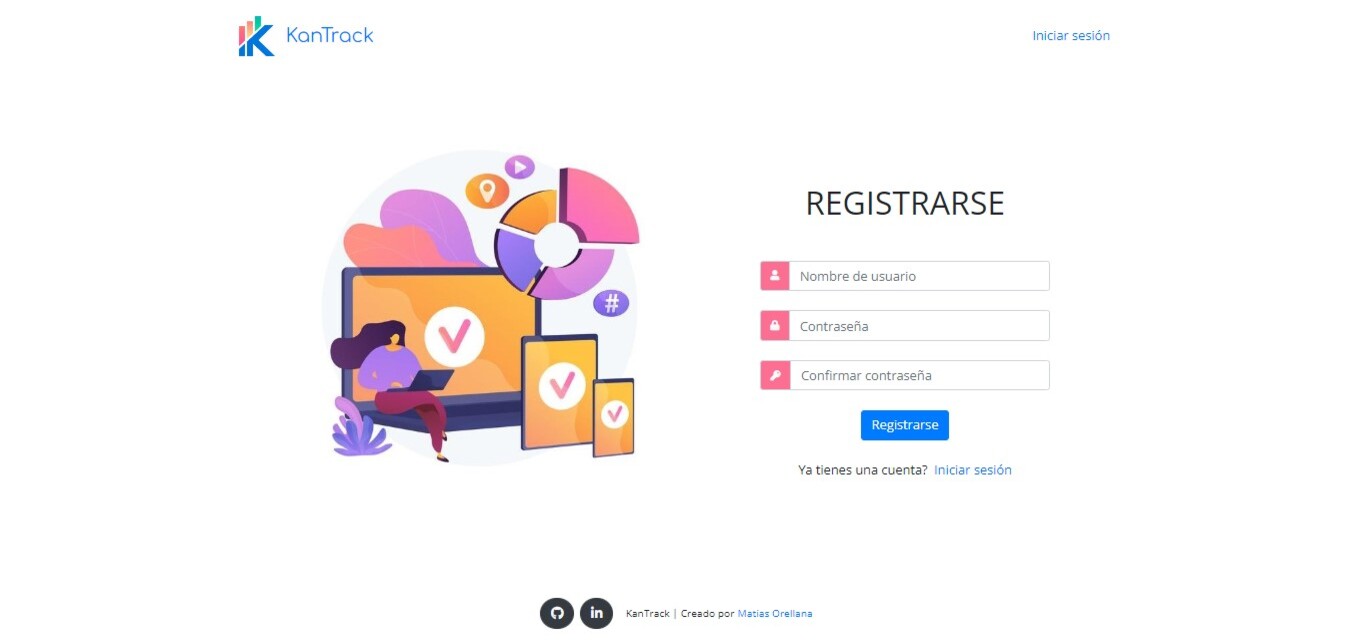 KanTrack
Iniciar sesión
#
REGISTRARSE
Nombre de usuario
Contraseña
Confirmar contraseña
Registrarse
Ya tienes una cuenta? Iniciar sesión
in
KanTrack | Creado por Matías Orellana